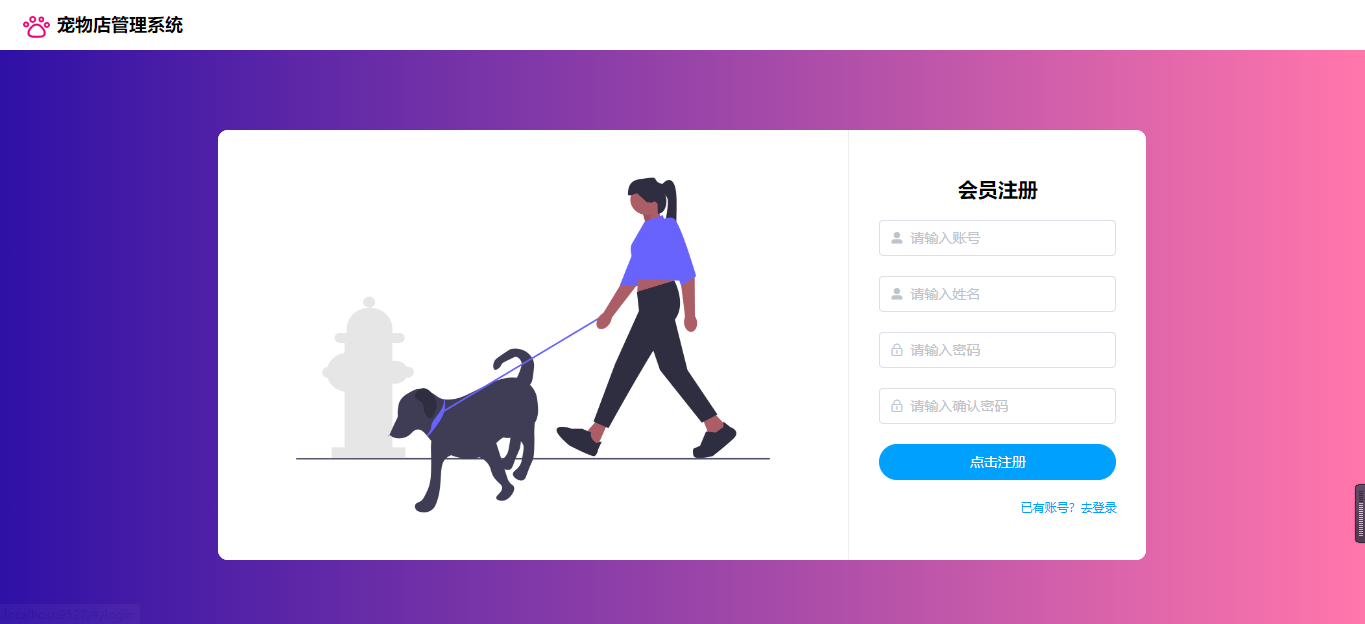 宠物店管理系统
会员注册
请输入账号
请输入姓名
请输入密码
请输入确认密码
点击注册
已有账号？去登录